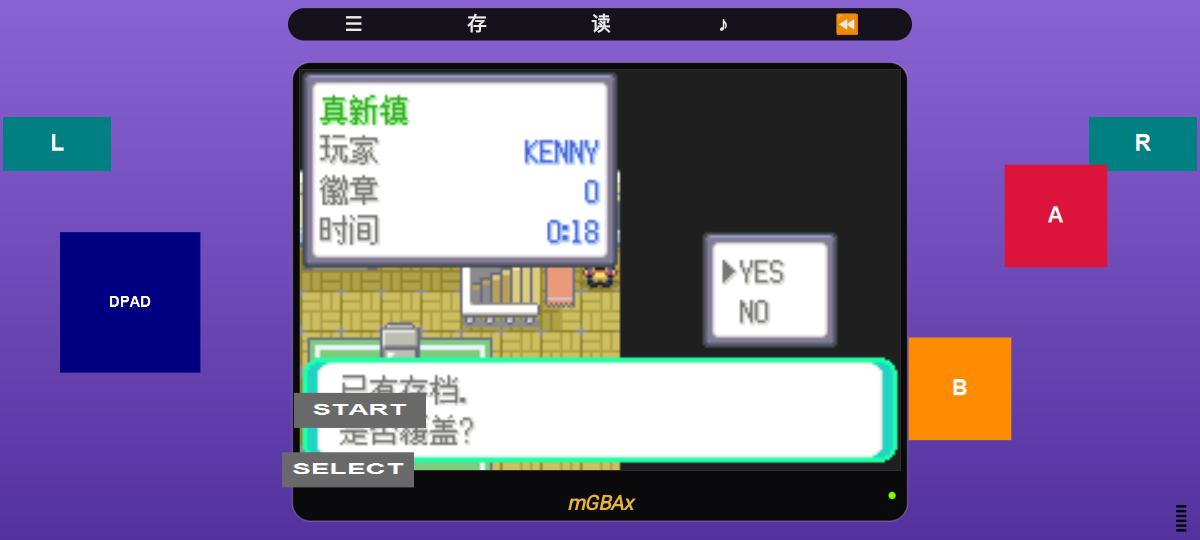 ☰ 存 读 ♪ ⏪
L
R
真新镇
玩家 KENNY
徽章 0
时间 0:18
A
YES
NO
DPAD
B
已有存档.
START
是否覆盖?
SELECT
mGBAx